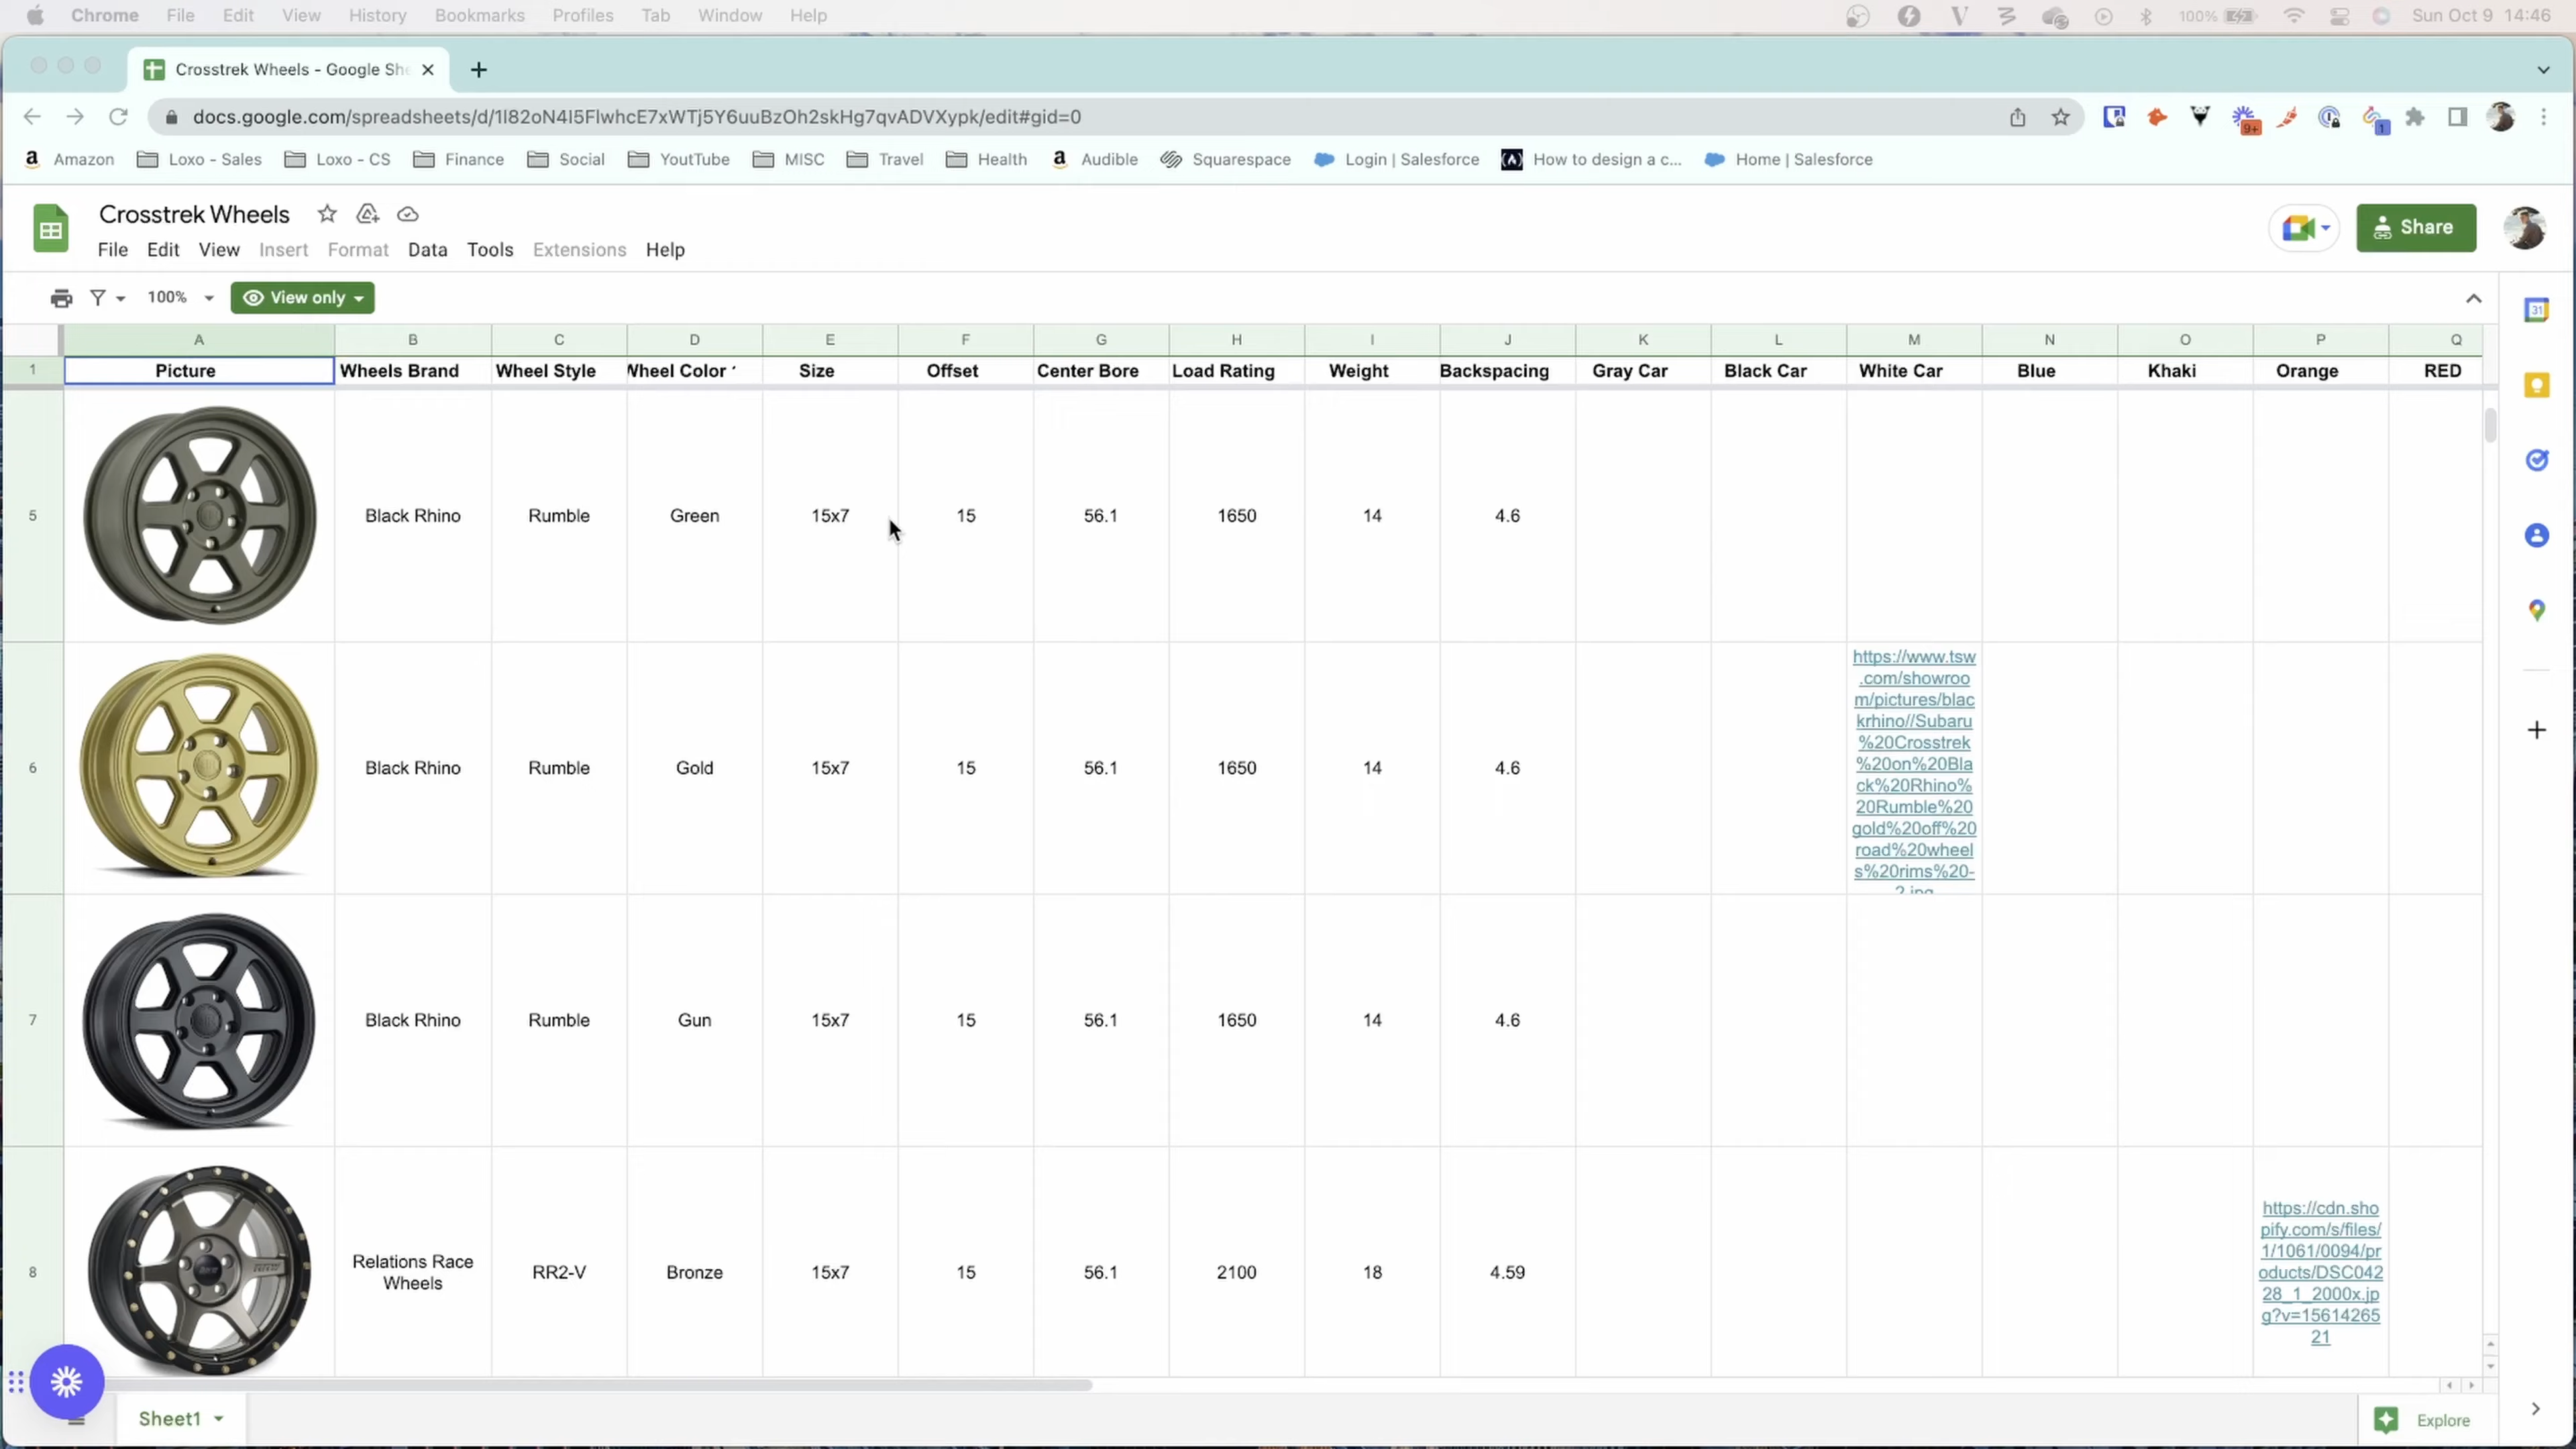 Chrome File Edit View History Bookmarks Profiles Tab Window Help 100% Sun Oct 9 14:46
Crosstrek Wheels - Google She
docs.google.com/spreadsheets/d/1l82oN4I5FlwhcE7xWTj5Y6uuBzOh2skHg7qvADVXypk/edit#gid=0 9+ 1
Amazon Loxo - Sales Loxo - CS Finance Social YouTube MISC Travel Health Audible Squarespace Login | Salesforce How to design a c... Home | Salesforce
Crosstrek Wheels
Share
File Edit View Insert Format Data Tools Extensions Help
100% View only
31
A B C D E F G H I J K L M N O P Q
1 Picture Wheels Brand Wheel Style Wheel Color Size Offset Center Bore Load Rating Weight Backspacing Gray Car Black Car White Car Blue Khaki Orange RED
5 Black Rhino Rumble Green 15x7 15 56.1 1650 14 4.6
6 Black Rhino Rumble Gold 15x7 15 56.1 1650 14 4.6
https://www.tsw
.com/showroo
m/pictures/blac
krhino//Subaru
%20Crosstrek
%20on%20Bla
ck%20Rhino%
20Rumble%20
gold%20off%20
road%20wheel
s%20rims%20-
2.jpg
7 Black Rhino Rumble Gun 15x7 15 56.1 1650 14 4.6
8 Relations Race
Wheels
RR2-V Bronze 15x7 15 56.1 2100 18 4.59
https://cdn.sho
pify.com/s/files/
1/1061/0094/pr
oducts/DSC042
28_1_2000x.jp
g?v=15614265
21
Sheet1
Explore